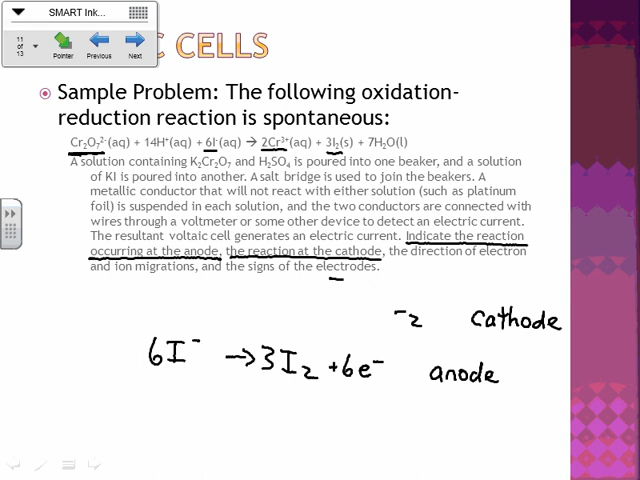 SMART Ink...
11
of
13
Pointer
Previous
Next
C CELLS
Sample Problem: The following oxidation-
reduction reaction is spontaneous:
Cr₂O₇²⁻(aq) + 14H⁺(aq) + 6I⁻(aq) → 2Cr³⁺(aq) + 3I₂(s) + 7H₂O(l)
A solution containing K₂Cr₂O₇ and H₂SO₄ is poured into one beaker, and a solution
of KI is poured into another. A salt bridge is used to join the beakers. A
metallic conductor that will not react with either solution (such as platinum
foil) is suspended in each solution, and the two conductors are connected with
wires through a voltmeter or some other device to detect an electric current.
The resultant voltaic cell generates an electric current. Indicate the reaction
occurring at the anode, the reaction at the cathode, the direction of electron
and ion migrations, and the signs of the electrodes.
⁻2 cathode
6I⁻ → 3I₂ + 6e⁻ anode